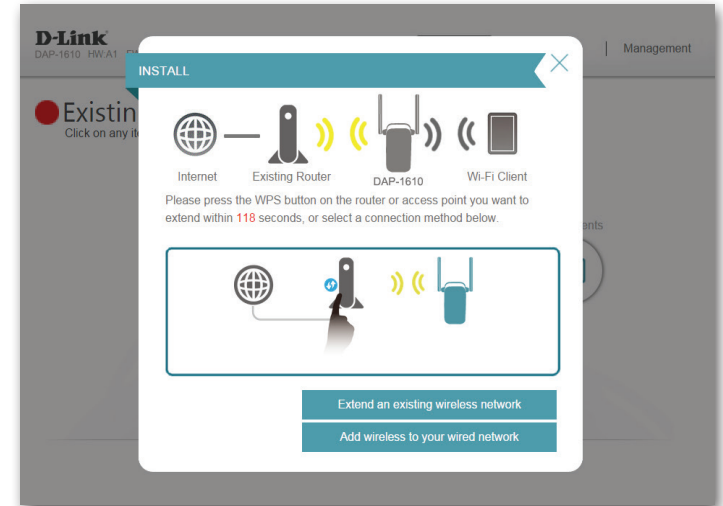 D-Link
DAP-1610 HW:A1
Management
INSTALL
Existin
Click on any
Internet
Existing Router
DAP-1610
Wi-Fi Client
Please press the WPS button on the router or access point you want to
extend within 118 seconds, or select a connection method below.
ents
Extend an existing wireless network
Add wireless to your wired network